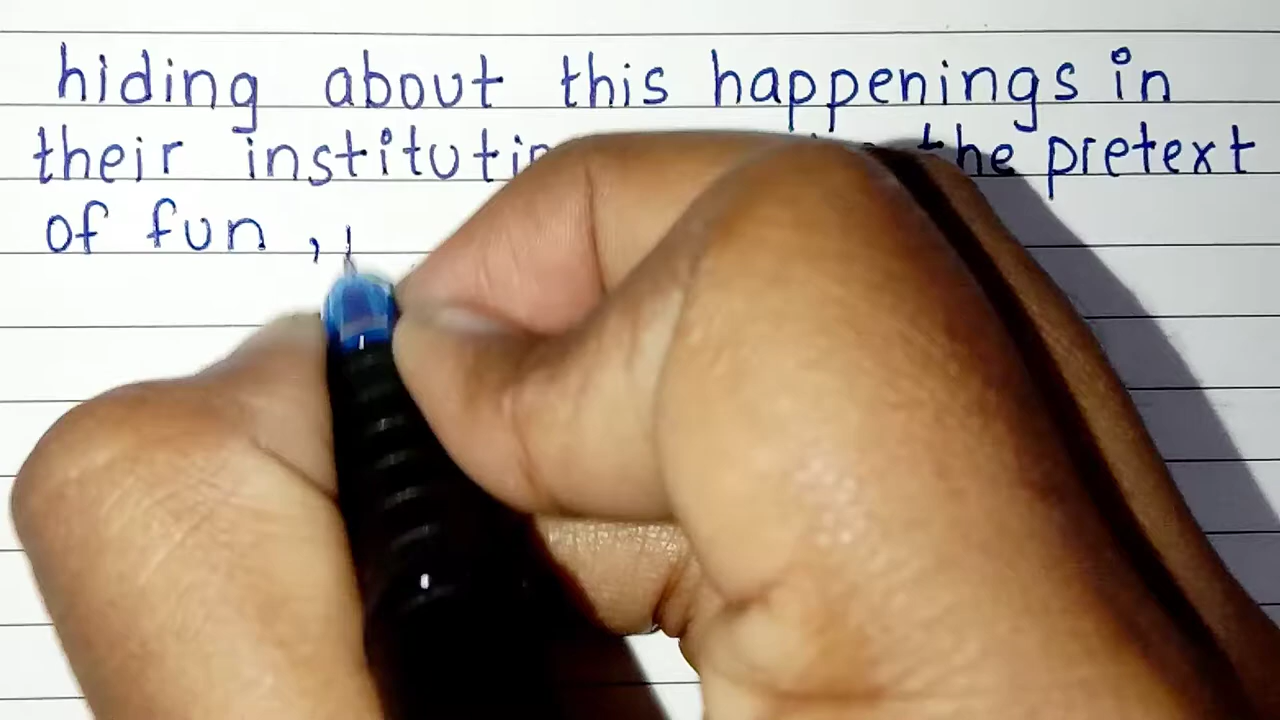 hiding about this happenings in
their the pretext
of fun ,